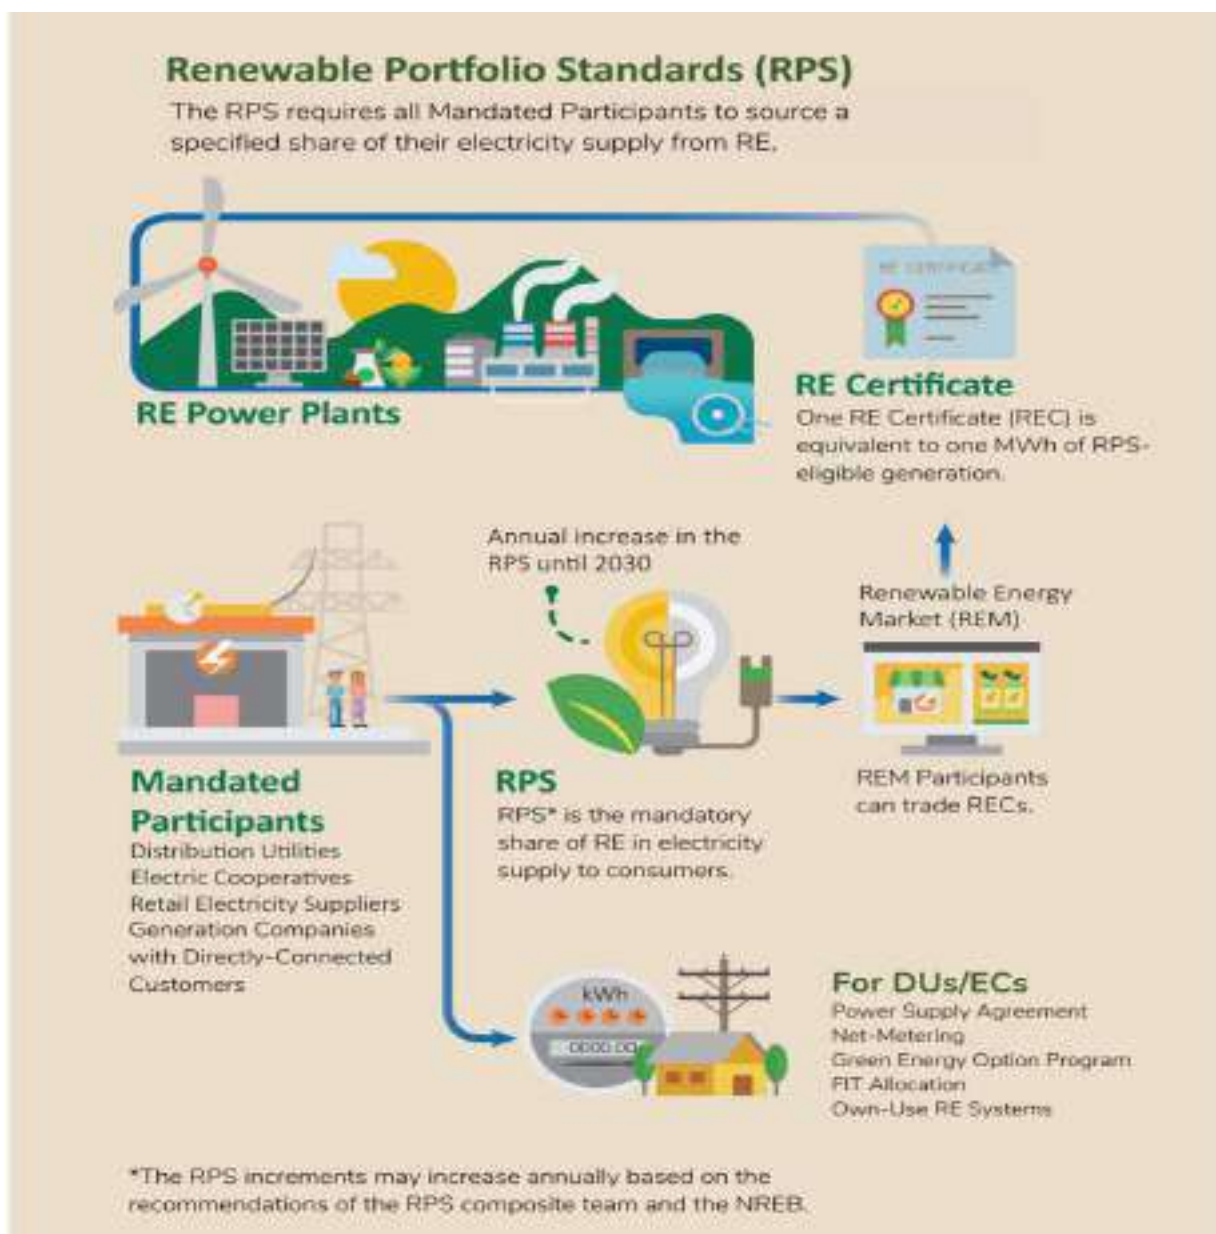 Renewable Portfolio Standards (RPS)
The RPS requires all Mandated Participants to source a
specified share of their electricity supply from RE.
RE CERTIFICATE
RE Power Plants
RE Certificate
One RE Certificate (REC) is
equivalent to one MWh of RPS-
eligible generation.
Annual increase in the
RPS until 2030
Renewable Energy
Market (REM)
Mandated
Participants
Distribution Utilities
Electric Cooperatives
Retail Electricity Suppliers
Generation Companies
with Directly-Connected
Customers
RPS
RPS* is the mandatory
share of RE in electricity
supply to consumers.
REM Participants
can trade RECs.
kWh
0000.00
For DUs/ECs
Power Supply Agreement
Net-Metering
Green Energy Option Program
FIT Allocation
Own-Use RE Systems
*The RPS increments may increase annually based on the
recommendations of the RPS composite team and the NREB.